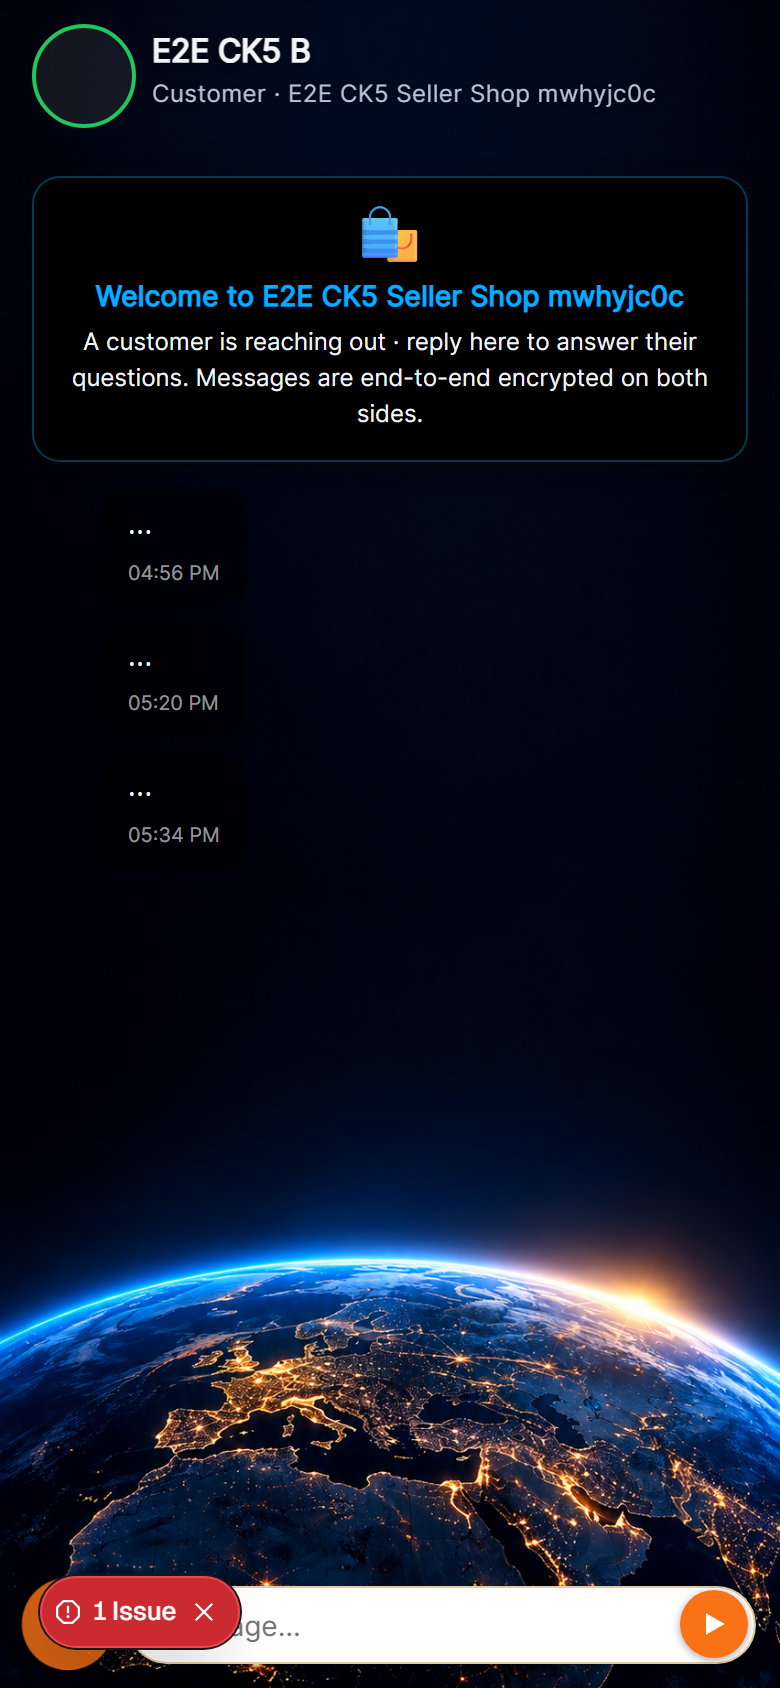 E2E CK5 B
Customer · E2E CK5 Seller Shop mwhyjc0c
Welcome to E2E CK5 Seller Shop mwhyjc0c
A customer is reaching out · reply here to answer their
questions. Messages are end-to-end encrypted on both
sides.
...
04:56 PM
...
05:20 PM
...
05:34 PM
1 Issue
age...